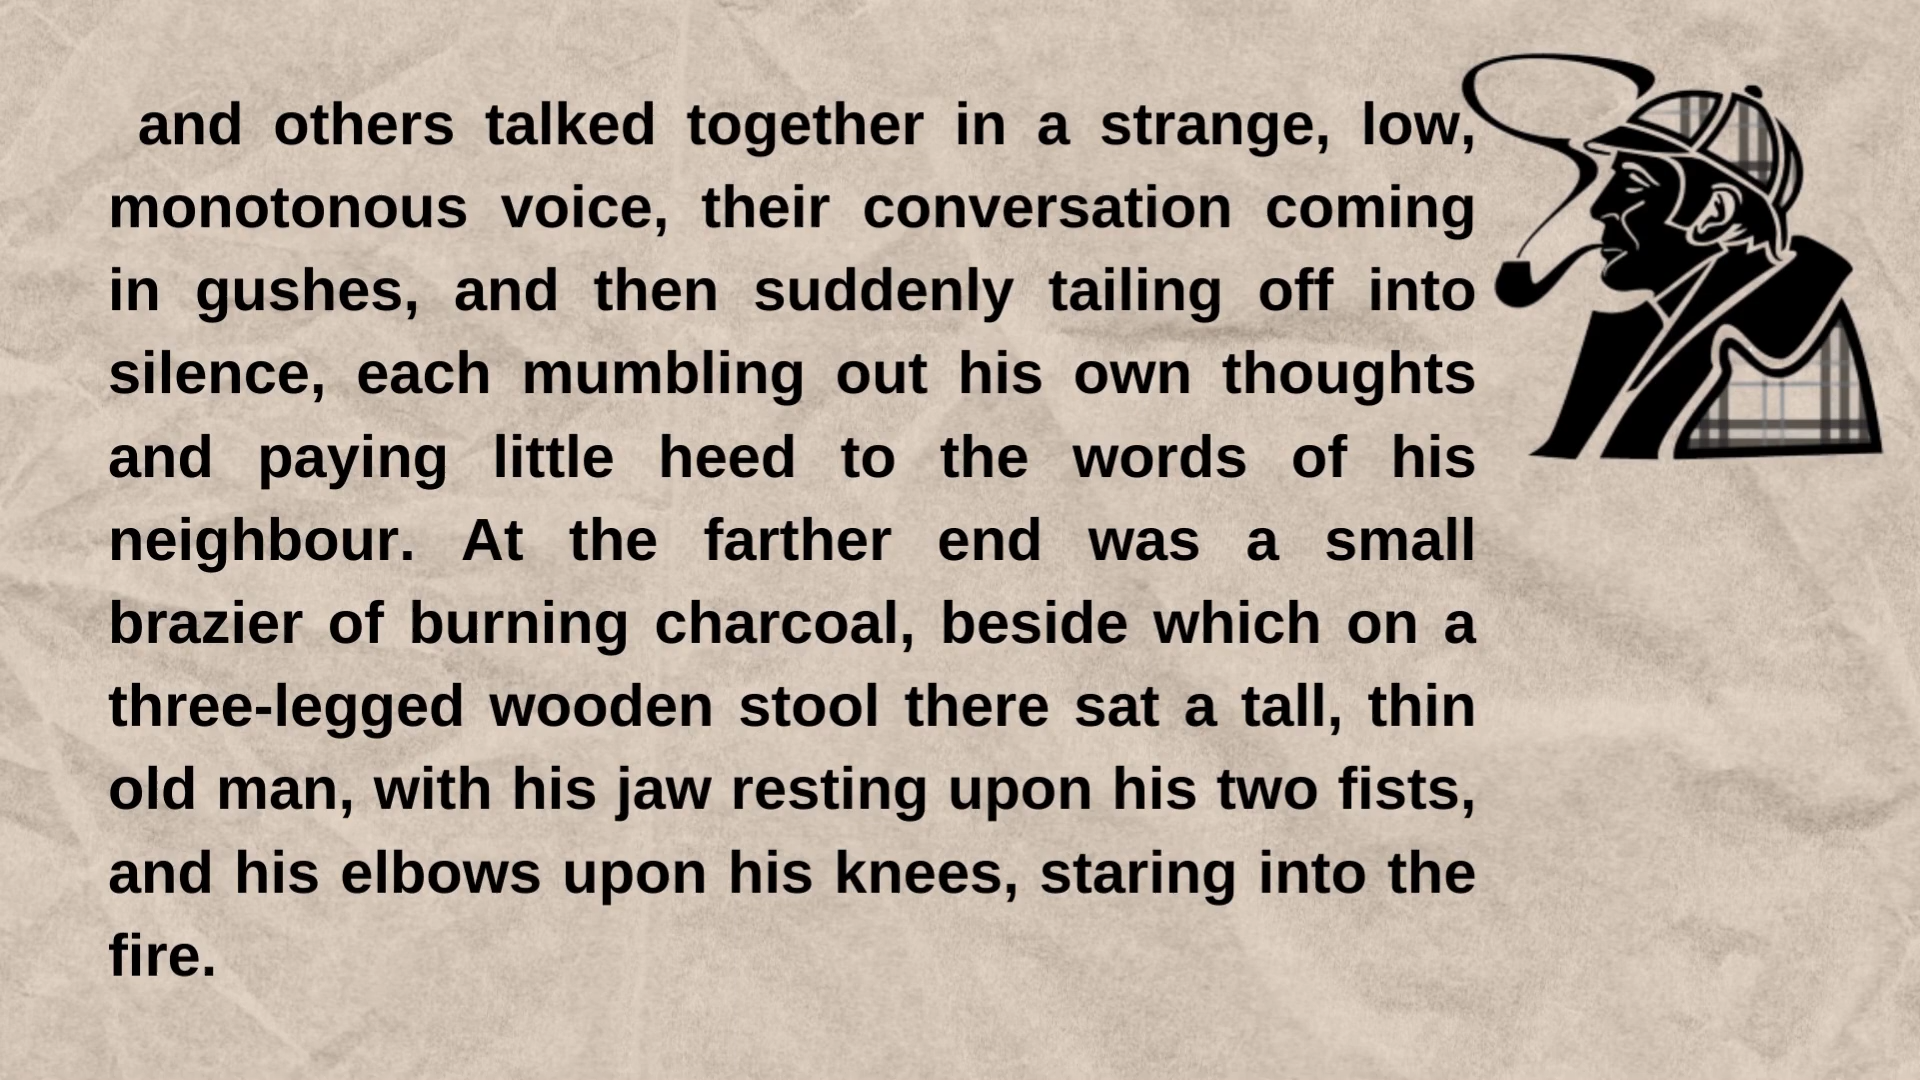 and others talked together in a strange, low,
monotonous voice, their conversation coming
in gushes, and then suddenly tailing off into
silence, each mumbling out his own thoughts
and paying little heed to the words of his
neighbour. At the farther end was a small
brazier of burning charcoal, beside which on a
three-legged wooden stool there sat a tall, thin
old man, with his jaw resting upon his two fists,
and his elbows upon his knees, staring into the
fire.